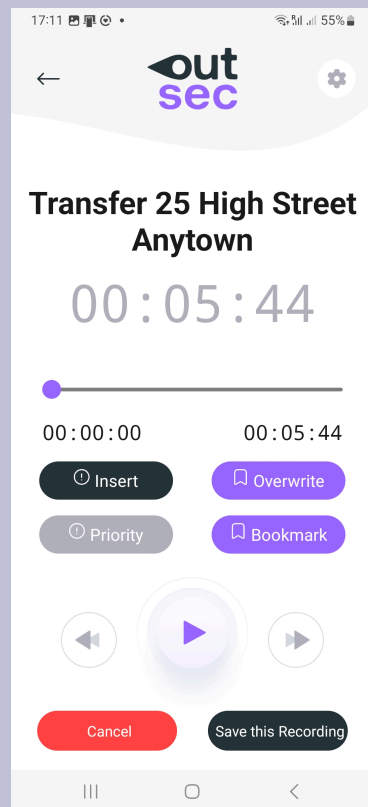 17:11 55%
out
sec
Transfer 25 High Street
Anytown
00:05:44
00:00:00 00:05:44
Insert Overwrite
Priority Bookmark
Cancel Save this Recording